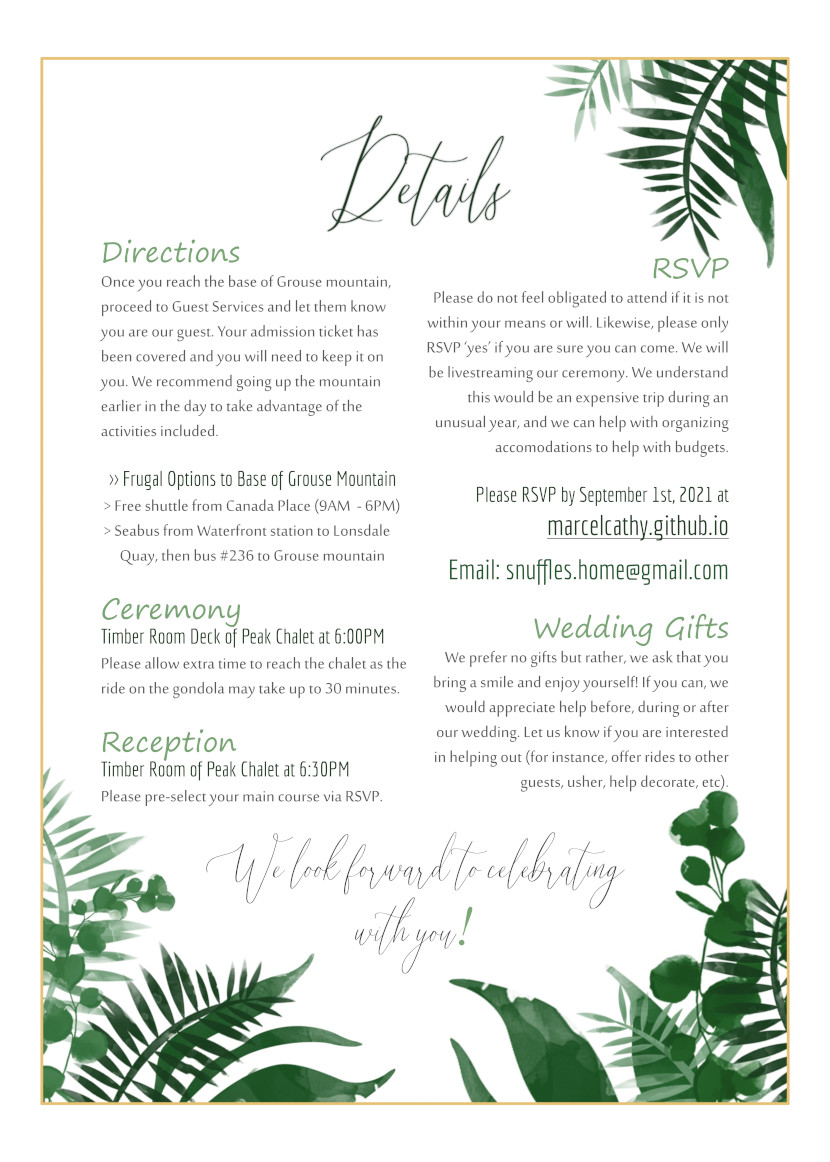 Details
Directions
Once you reach the base of Grouse mountain,
proceed to Guest Services and let them know
you are our guest. Your admission ticket has
been covered and you will need to keep it on
you. We recommend going up the mountain
earlier in the day to take advantage of the
activities included.
›› Frugal Options to Base of Grouse Mountain
> Free shuttle from Canada Place (9AM - 6PM)
> Seabus from Waterfront station to Lonsdale
Quay, then bus #236 to Grouse mountain
Ceremony
Timber Room Deck of Peak Chalet at 6:00PM
Please allow extra time to reach the chalet as the
ride on the gondola may take up to 30 minutes.
Reception
Timber Room of Peak Chalet at 6:30PM
Please pre-select your main course via RSVP.
RSVP
Please do not feel obligated to attend if it is not
within your means or will. Likewise, please only
RSVP ‘yes’ if you are sure you can come. We will
be livestreaming our ceremony. We understand
this would be an expensive trip during an
unusual year, and we can help with organizing
accomodations to help with budgets.
Please RSVP by September 1st, 2021 at
marcelcathy.github.io
Email: snuffles.home@gmail.com
Wedding Gifts
We prefer no gifts but rather, we ask that you
bring a smile and enjoy yourself! If you can, we
would appreciate help before, during or after
our wedding. Let us know if you are interested
in helping out (for instance, offer rides to other
guests, usher, help decorate, etc).
We look forward to celebrating
with you!